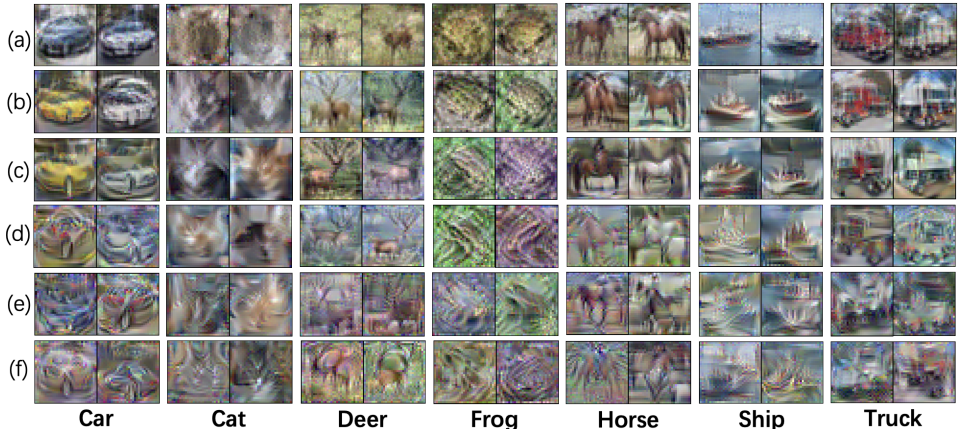 (a)
(b)
(c)
(d)
(e)
(f)
Car Cat Deer Frog Horse Ship Truck